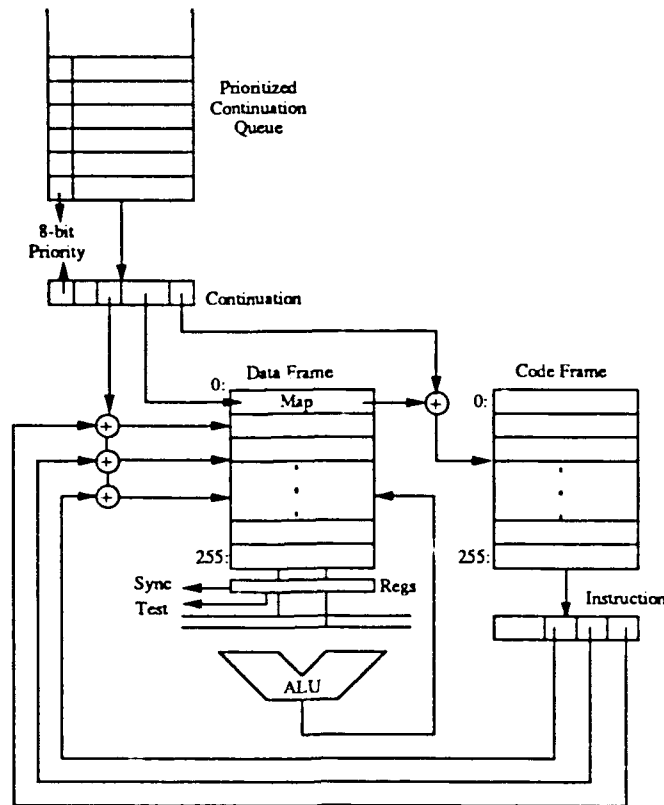 Prioritized
Continuation
Queue
8-bit
Priority
Continuation
Data Frame
Code Frame
0:
Map
+
0:
+
+
+
255:
255:
Sync
Regs
Test
Instruction
ALU